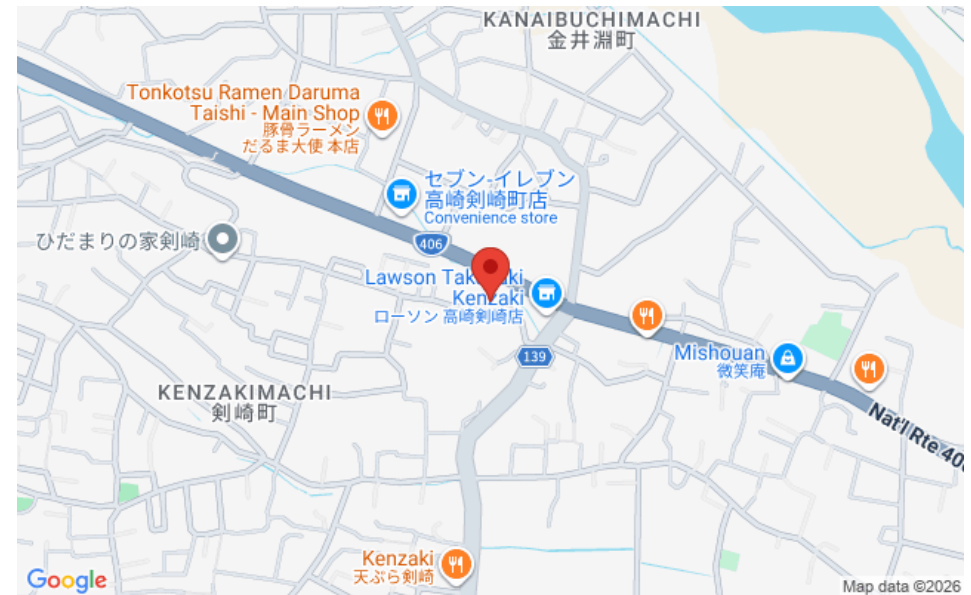 KANAIBUCHIMACHI
金井淵町
Tonkotsu Ramen Daruma
Taishi - Main Shop
豚骨ラーメン
だるま大使 本店
セブン-イレブン
高崎剣崎町店
Convenience store
ひだまりの家剣崎
406
Lawson Tak
ki
Kenzaki
ローソン 高崎剣崎店
139
Mishouan
微笑庵
KENZAKIMACHI
剣崎町
Nat'l Rte 40
Kenzaki
天ぷら剣崎
Google
Map data ©2026